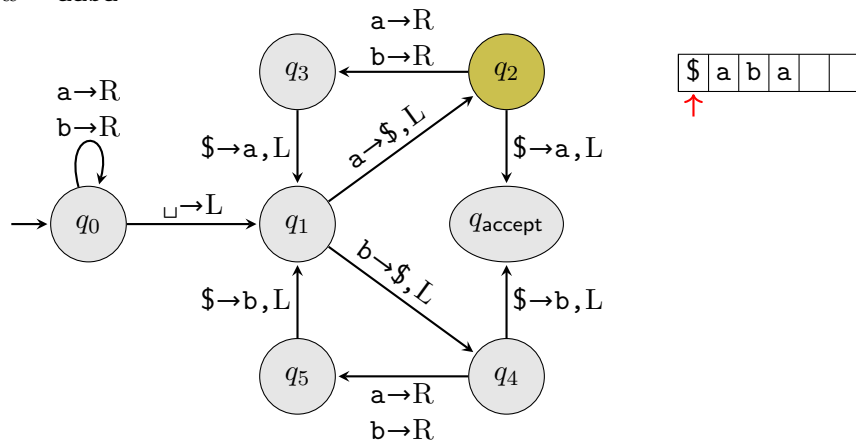 a→R
b→R
q3
q2
$ a b a
a→R
b→R
$→a,L
a→$,L
$→a,L
q0
␣→L
q1
qaccept
$→b,L
b→$,L
$→b,L
q5
q4
a→R
b→R